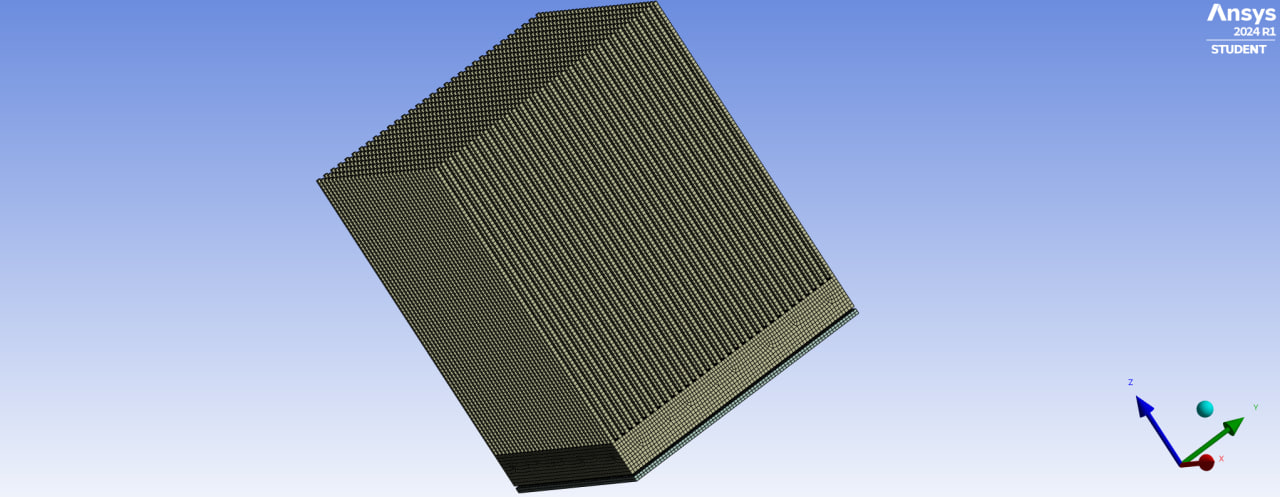 Ansys
2024 R1
STUDENT
Z
Y
X